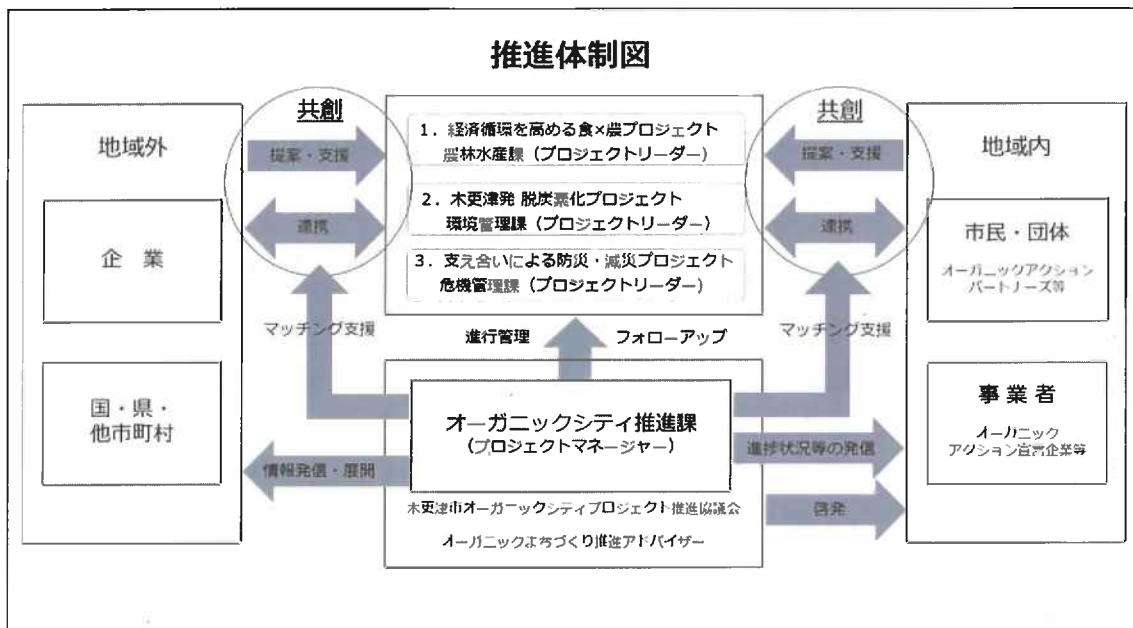 推進体制図
地域外
企 業
国・県・
他市町村
共創
提案・支援
連携
マッチング支援
1．経済循環を高める食×農プロジェクト
農林水産課（プロジェクトリーダー）
2．木更津発 脱炭素化プロジェクト
環境管理課（プロジェクトリーダー）
3．支え合いによる防災・減災プロジェクト
危機管理課（プロジェクトリーダー）
進行管理
フォローアップ
オーガニックシティ推進課
（プロジェクトマネージャー）
木更津市オーガニックシティプロジェクト推進協議会
オーガニックまちづくり推進アドバイザー
情報発信・展開
共創
提案・支援
連携
マッチング支援
進捗状況等の発信
啓発
地域内
市民・団体
オーガニックアクション
パートナーズ等
事 業 者
オーガニック
アクション宣言企業等